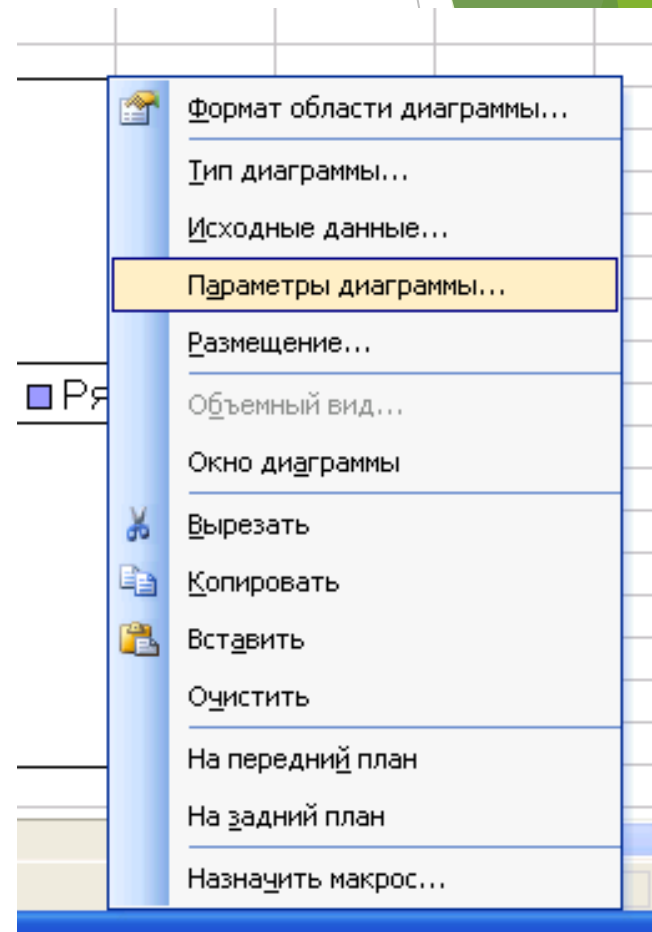 Формат области диаграммы...
Тип диаграммы...
Исходные данные...
Параметры диаграммы...
Размещение...
Ря
Объемный вид...
Окно диаграммы
Вырезать
Копировать
Вставить
Очистить
На передний план
На задний план
Назначить макрос...